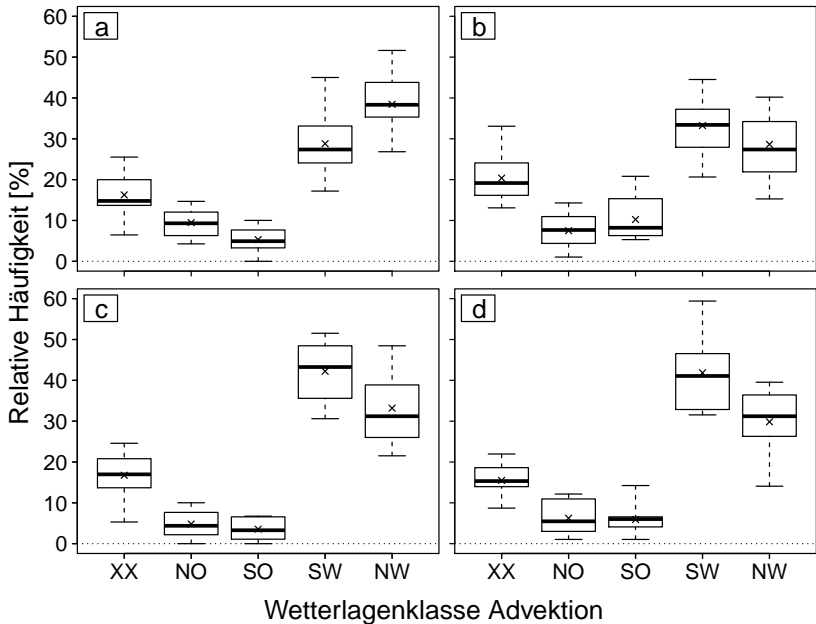 a
b
60
50
40
30
20
10
0
c
d
60
50
40
30
20
10
0
Relative Häufigkeit [%]
XX NO SO SW NW
XX NO SO SW NW
Wetterlagenklasse Advektion